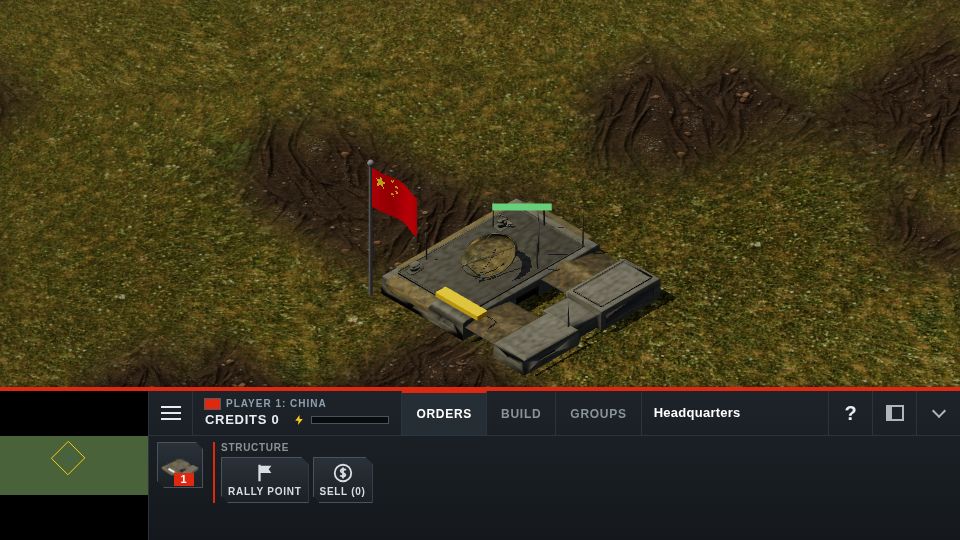 PLAYER 1: CHINA
CREDITS 0
ORDERS
BUILD
GROUPS
Headquarters
?
1
STRUCTURE
RALLY POINT
SELL (0)